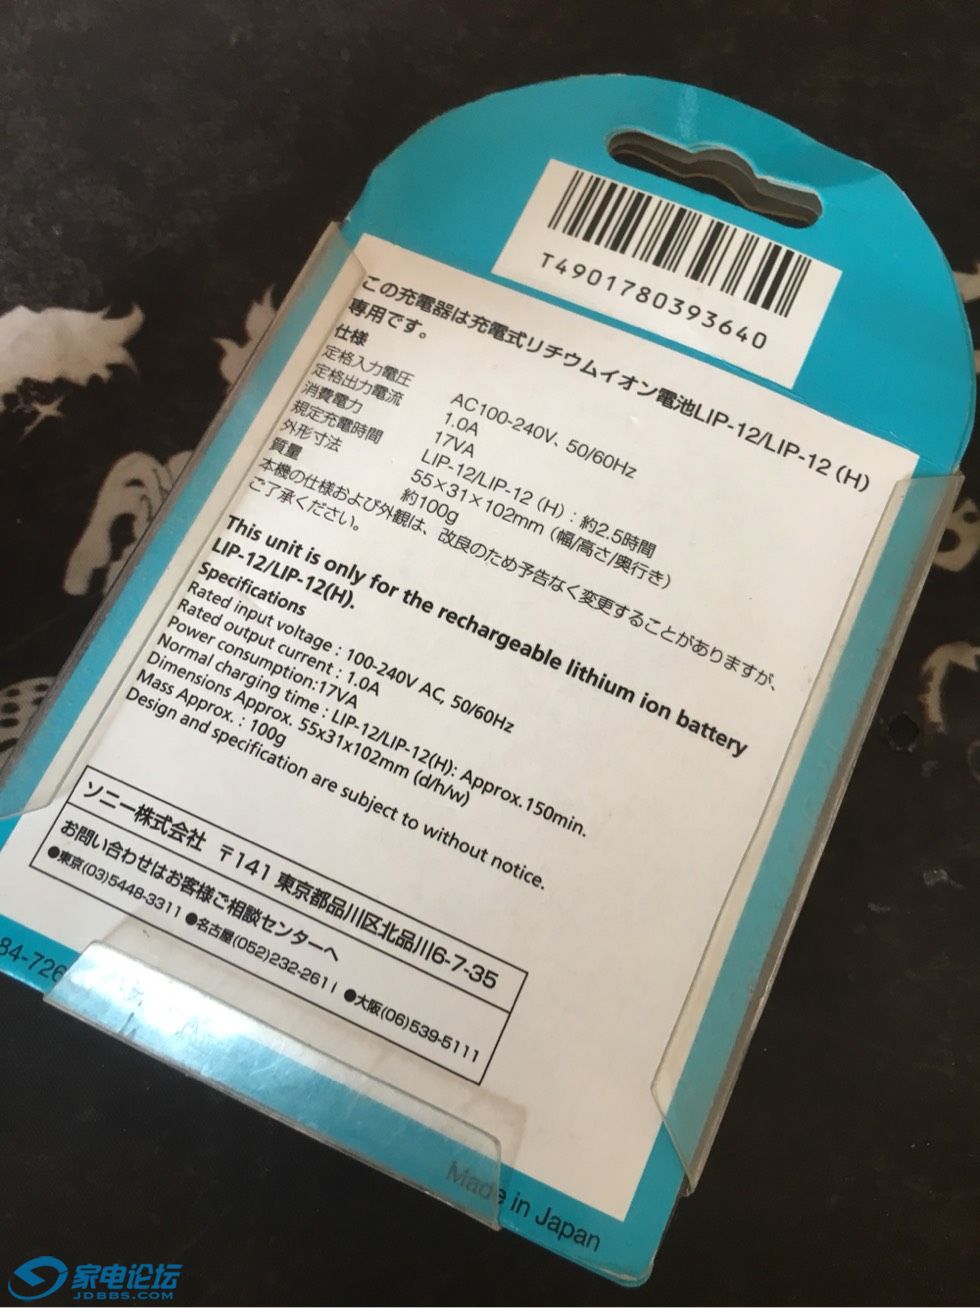 T4901780393640
この充電器は充電式リチウムイオン電池LIP-12/LIP-12（H）
専用です。
仕様
定格入力電圧 AC100-240V、50/60Hz
定格出力電流 1.0A
消費電力 17VA
規定充電時間 LIP-12/LIP-12（H）：約2.5時間
外形寸法 55×31×102mm（幅/高さ/奥行き）
質量 約100g
本機の仕様および外観は、改良のため予告なく変更することがありますが、
ご了承ください。
This unit is only for the rechargeable lithium ion battery
LIP-12/LIP-12(H).
Specifications
Rated input voltage : 100-240V AC, 50/60Hz
Rated output current : 1.0A
Power consumption:17VA
Normal charging time : LIP-12/LIP-12(H): Approx.150min.
Dimensions Approx. 55x31x102mm (d/h/w)
Mass Approx. : 100g
Design and specification are subject to without notice.
ソニー株式会社 〒141 東京都品川区北品川6-7-35
お問い合わせはお客様ご相談センターへ
●東京(03)5448-3311 ●名古屋(052)232-2611 ●大阪(06)539-5111
84-726
Made in Japan
家电论坛
JDBBS.COM